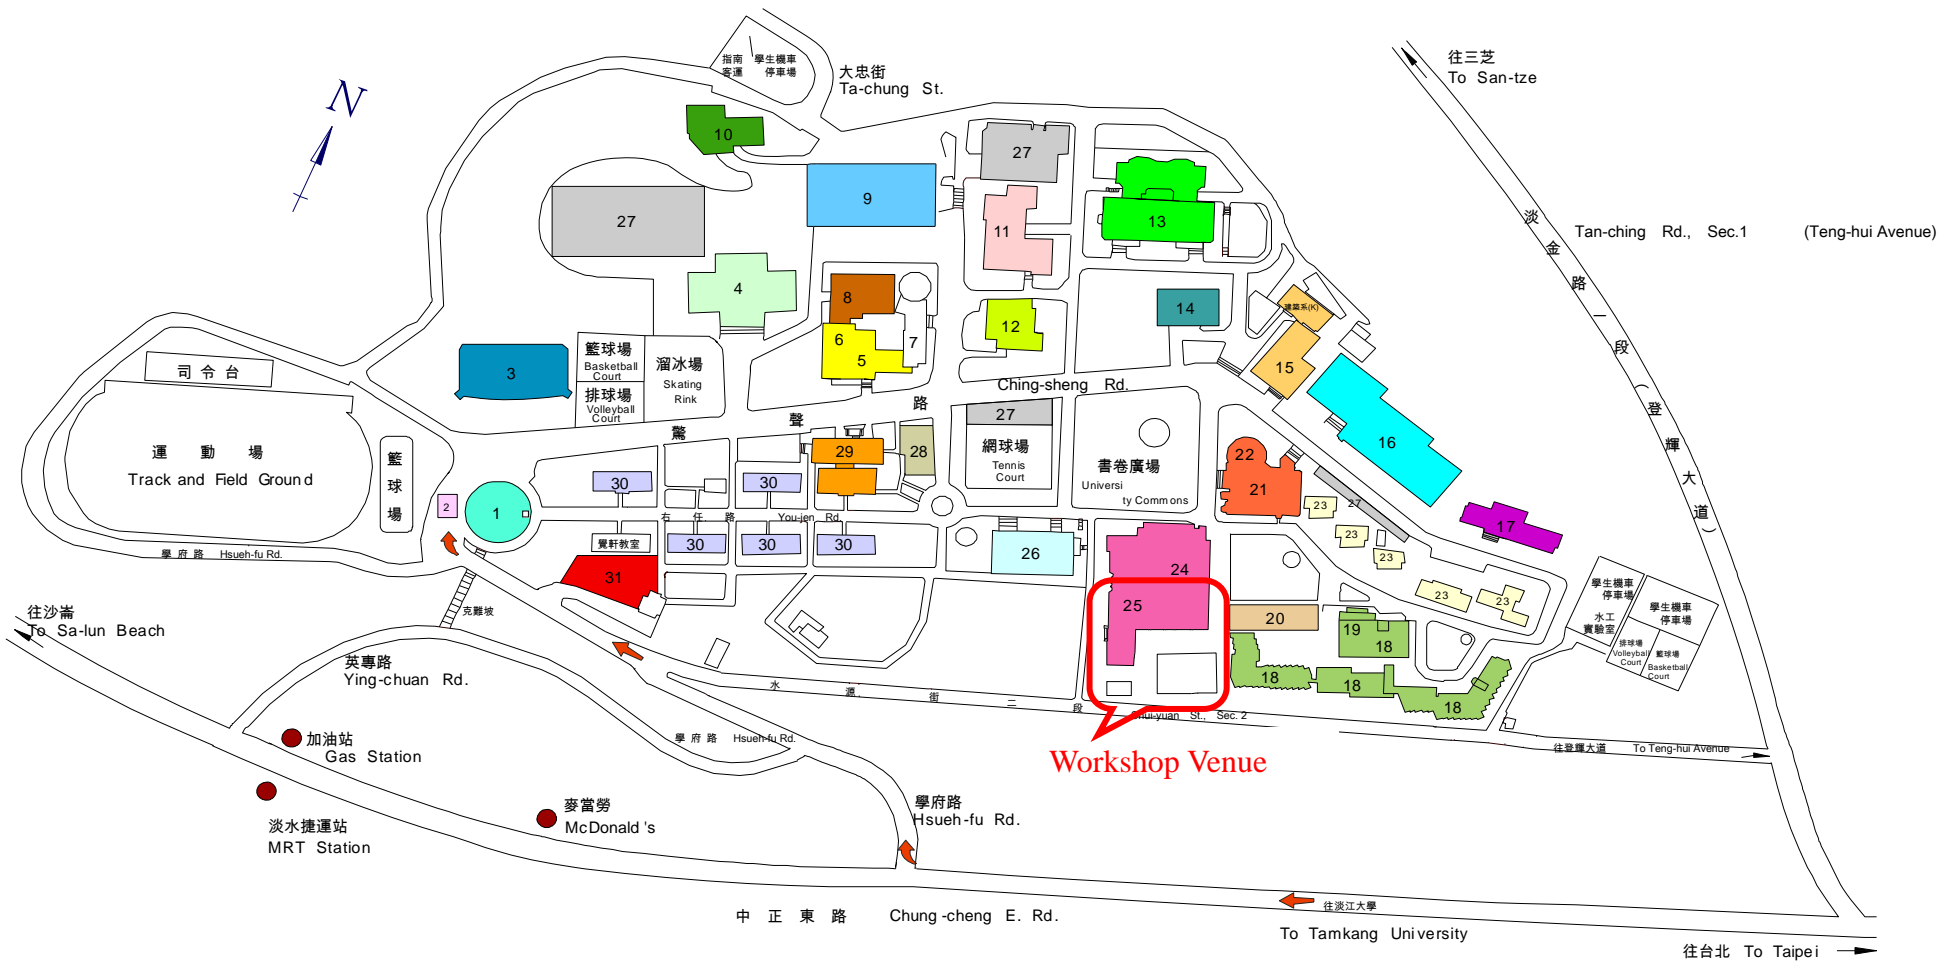 指南 學生機車
客運 停車場
大忠街
Ta-chung St.
往三芝
To San-tze
N
淡金路一段(登輝大道)
Tan-ching Rd., Sec.1 (Teng-hui Avenue)
10
27
27
9
11
13
4
8
6
5
7
12
14
建築系(K)
15
16
3
籃球場
Basketball
Court
排球場
Volleyball
Court
溜冰場
Skating
Rink
Ching-sheng Rd.
驚聲路
司令台
運動場
Track and Field Ground
籃球場
27
網球場
Tennis
Court
書卷廣場
Universi
ty Commons
22
21
17
28
29
30
30
2
1
右任路 You-jen Rd.
覺軒教室
30
30
30
31
26
24
25
23
27
23
23
23
23
20
19
18
18
18
18
學生機車
停車場
水工
實驗室
學生機車
停車場
排球場
Volleyball
Court
籃球場
Basketball
Court
學府路 Hsueh-fu Rd.
克難坡
往沙崙
To Sa-lun Beach
英專路
Ying-chuan Rd.
水源街二段
Shui-yuan St., Sec. 2
往登輝大道 To Teng-hui Avenue
Workshop Venue
學府路 Hsueh-fu Rd.
加油站
Gas Station
淡水捷運站
MRT Station
麥當勞
McDonald's
學府路
Hsueh-fu Rd.
中正東路 Chung-cheng E. Rd.
往淡江大學
To Tamkang University
往台北 To Taipei